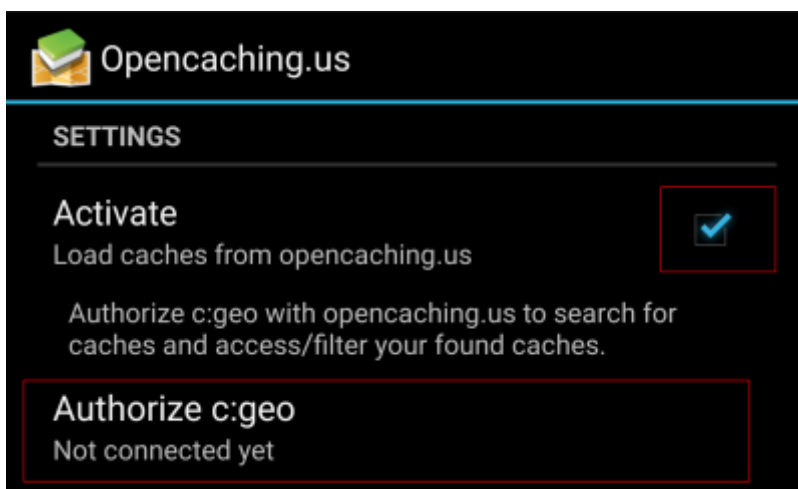 Opencaching.us
SETTINGS
Activate
Load caches from opencaching.us
Authorize c:geo with opencaching.us to search for
caches and access/filter your found caches.
Authorize c:geo
Not connected yet